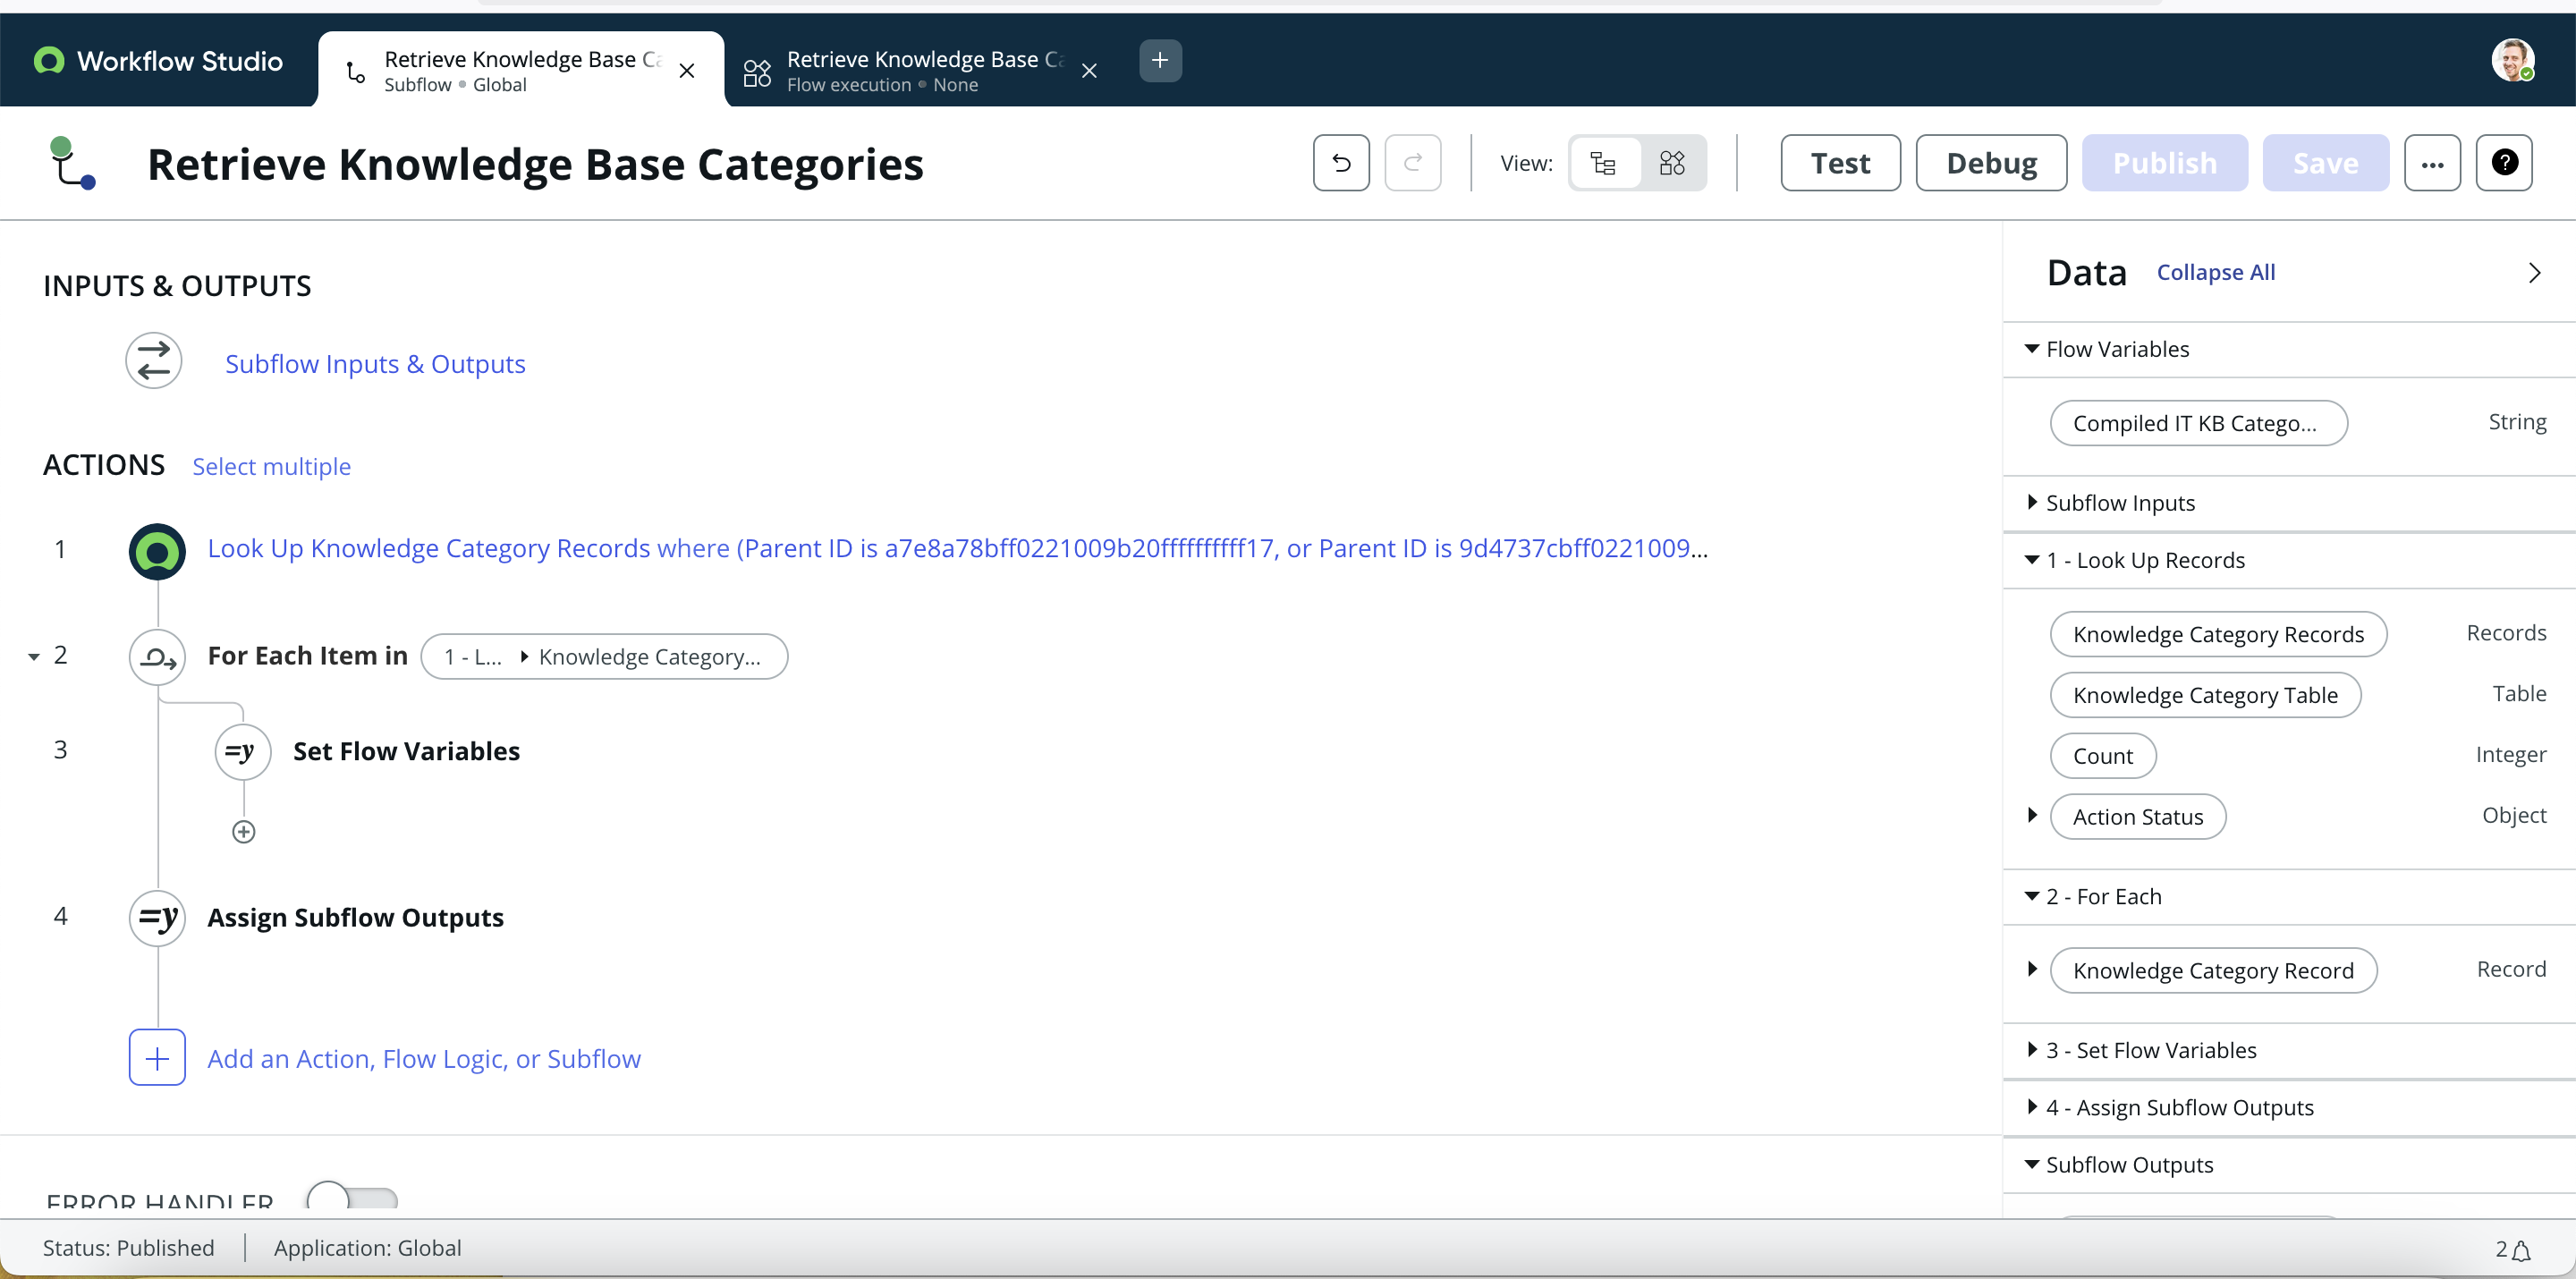 Workflow Studio
Retrieve Knowledge Base Ca
Subflow • Global
Retrieve Knowledge Base Ca
Flow execution • None
Retrieve Knowledge Base Categories
View:
Test
Debug
Publish
Save
INPUTS & OUTPUTS
Subflow Inputs & Outputs
ACTIONS
Select multiple
1
Look Up Knowledge Category Records where (Parent ID is a7e8a78bff0221009b20ffffffffff17, or Parent ID is 9d4737cbff0221009...
2
For Each Item in
1 - L...
Knowledge Category...
3
=y
Set Flow Variables
4
=y
Assign Subflow Outputs
Add an Action, Flow Logic, or Subflow
ERROR HANDLER
Data
Collapse All
Flow Variables
Compiled IT KB Catego...
String
Subflow Inputs
1 - Look Up Records
Knowledge Category Records
Records
Knowledge Category Table
Table
Count
Integer
Action Status
Object
2 - For Each
Knowledge Category Record
Record
3 - Set Flow Variables
4 - Assign Subflow Outputs
Subflow Outputs
Status: Published
Application: Global
2